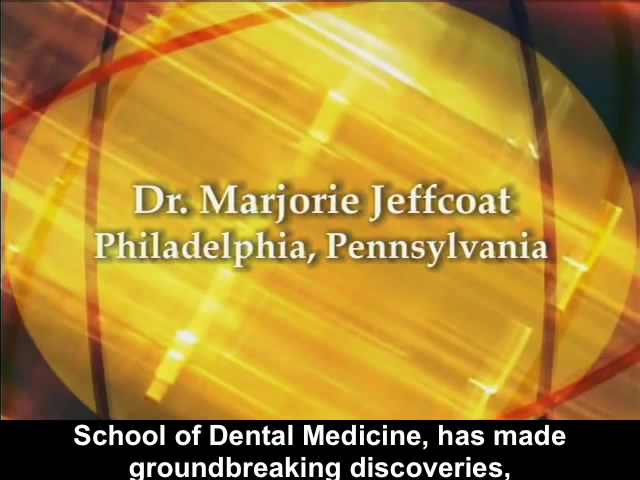 Dr. Marjorie Jeffcoat
Philadelphia, Pennsylvania
School of Dental Medicine, has made
groundbreaking discoveries,